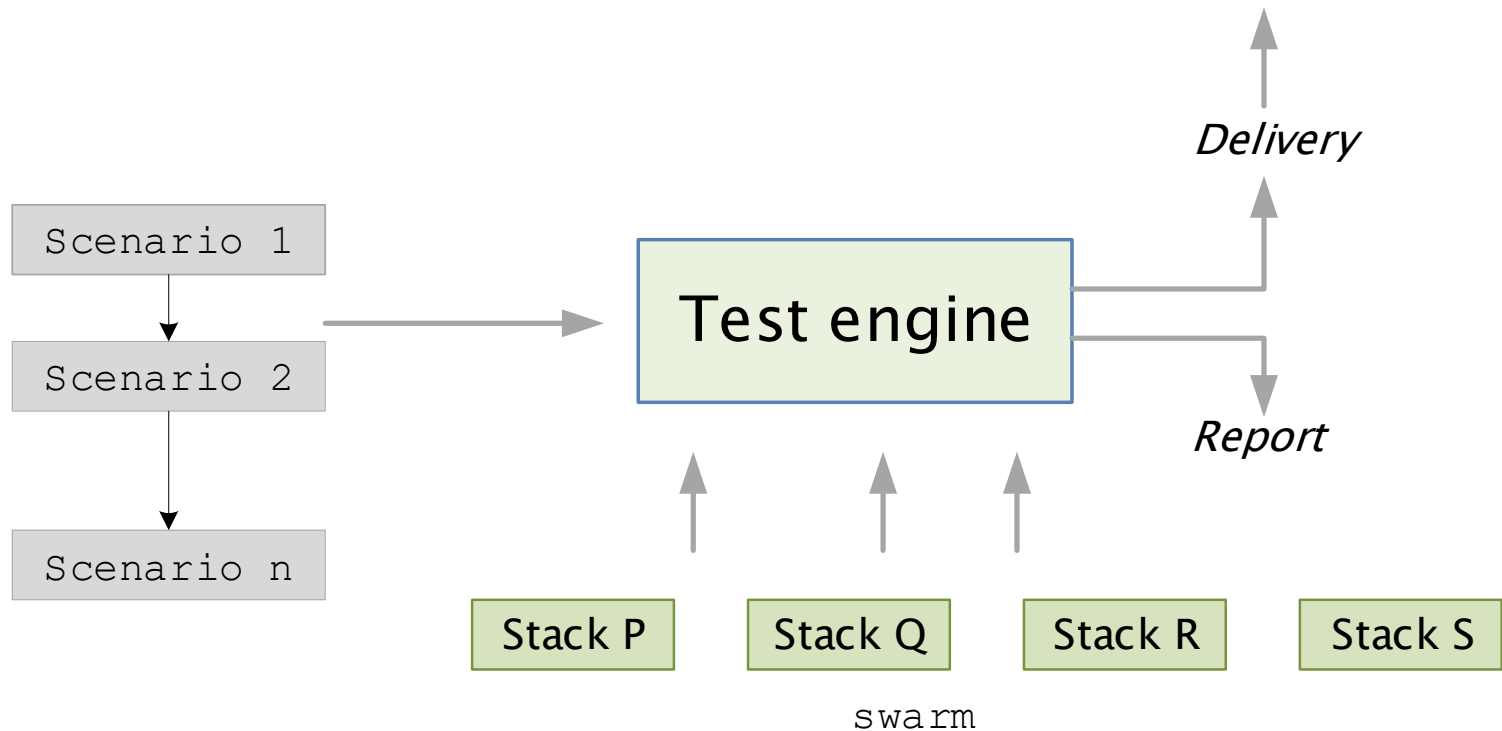 Delivery
Scenario 1
Test engine
Scenario 2
Report
Scenario n
Stack P
Stack Q
Stack R
Stack S
swarm